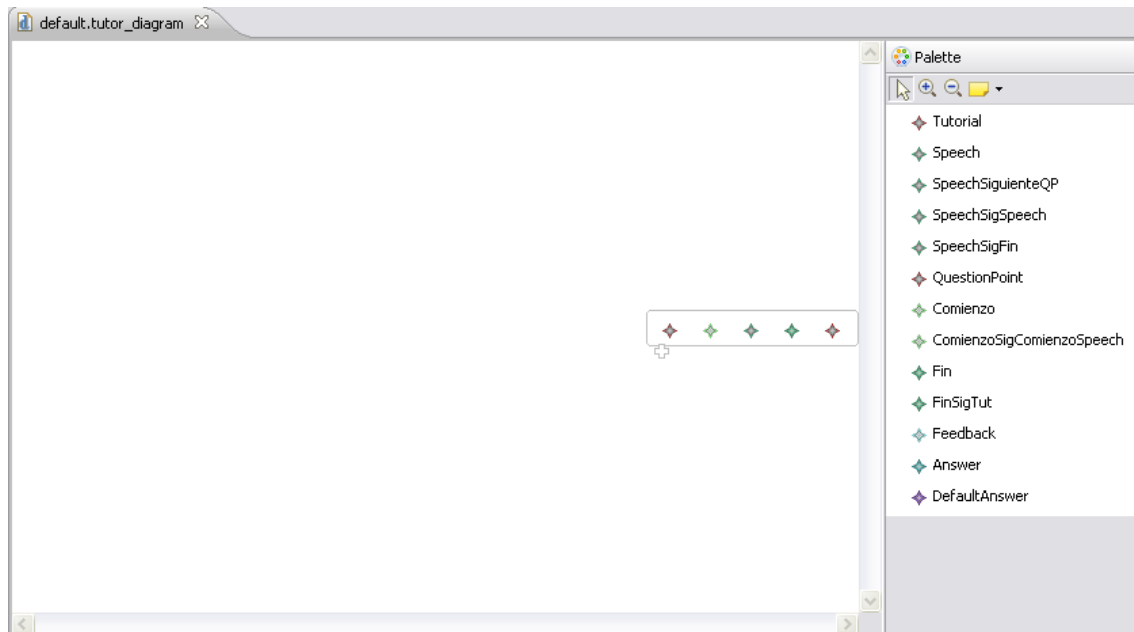 default.tutor_diagram
Palette
Tutorial
Speech
SpeechSiguienteQP
SpeechSigSpeech
SpeechSigFin
QuestionPoint
Comienzo
ComienzoSigComienzoSpeech
Fin
FinSigTut
Feedback
Answer
DefaultAnswer